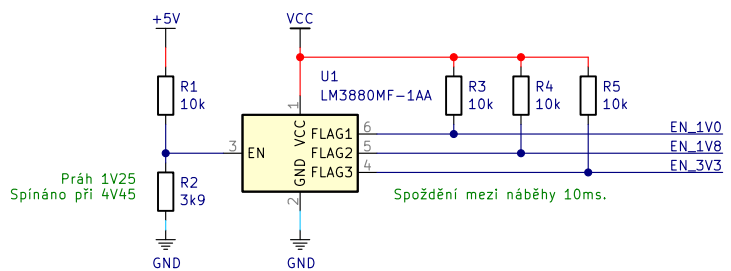 +5V
VCC
R1
10k
U1
LM3880MF-1AA
R3
10k
R4
10k
R5
10k
1
VCC
3
EN
FLAG1
6
EN_1V0
FLAG2
5
EN_1V8
FLAG3
4
EN_3V3
GND
2
Práh 1V25
Spínáno při 4V45
R2
3k9
Spoždění mezi náběhy 10ms.
GND
GND